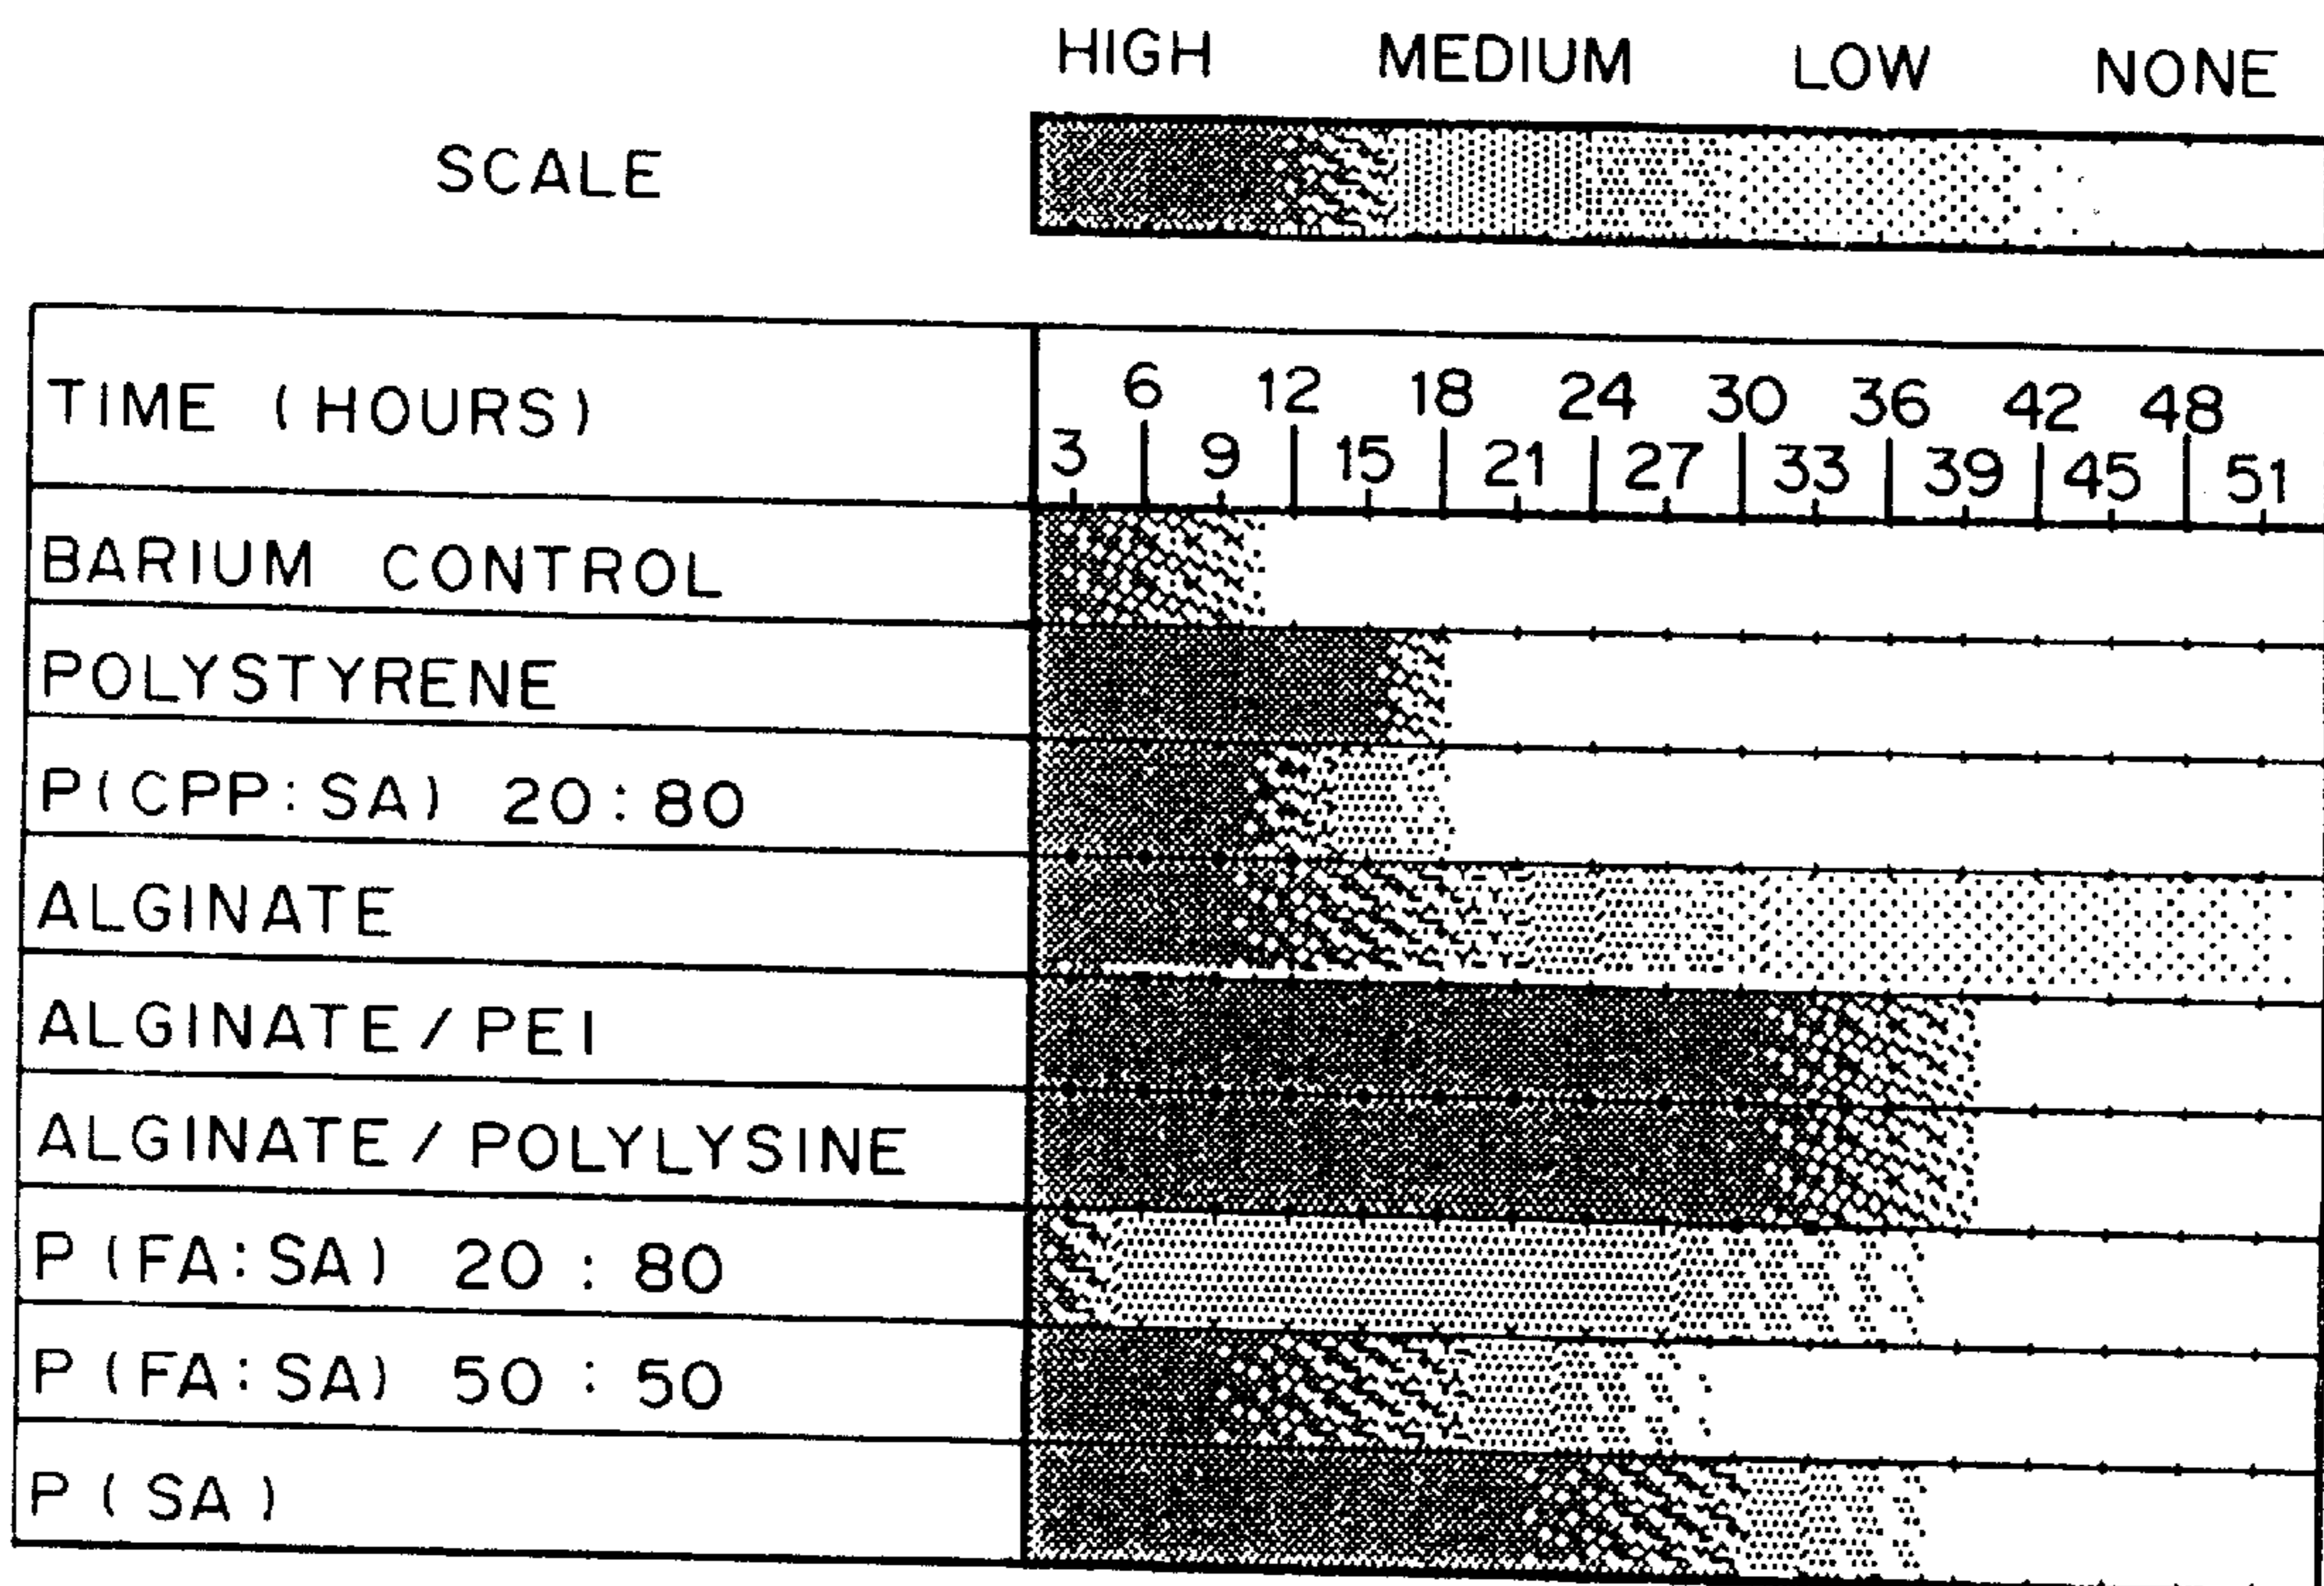 HIGH MEDIUM LOW NONE
SCALE
TIME (HOURS)
6 12 18 24 30 36 42 48
3 9 15 21 27 33 39 45 51
BARIUM CONTROL
POLYSTYRENE
P(CPP:SA) 20:80
ALGINATE
ALGINATE / PEI
ALGINATE / POLYLYSINE
P (FA:SA) 20 : 80
P (FA:SA) 50 : 50
P (SA)